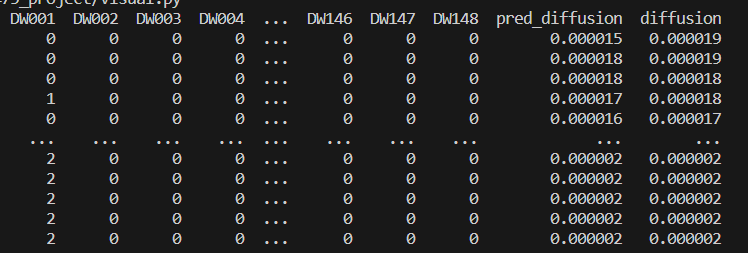 479_project/visual.py
DW001 DW002 DW003 DW004 ... DW146 DW147 DW148 pred_diffusion diffusion
0 0 0 0 ... 0 0 0 0.000015 0.000019
0 0 0 0 ... 0 0 0 0.000018 0.000019
0 0 0 0 ... 0 0 0 0.000018 0.000018
1 0 0 0 ... 0 0 0 0.000017 0.000018
0 0 0 0 ... 0 0 0 0.000016 0.000017
... ... ... ... ... ... ... ... ... ...
2 0 0 0 ... 0 0 0 0.000002 0.000002
2 0 0 0 ... 0 0 0 0.000002 0.000002
2 0 0 0 ... 0 0 0 0.000002 0.000002
2 0 0 0 ... 0 0 0 0.000002 0.000002
2 0 0 0 ... 0 0 0 0.000002 0.000002